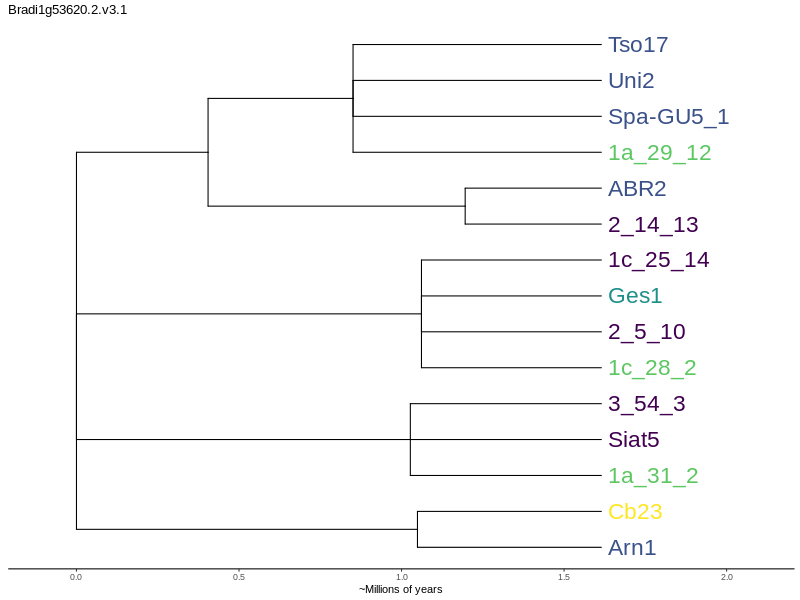 Bradi1g53620.2.v3.1
Tso17
Uni2
Spa-GU5_1
1a_29_12
ABR2
2_14_13
1c_25_14
Ges1
2_5_10
1c_28_2
3_54_3
Siat5
1a_31_2
Cb23
Arn1
0.0 0.5 1.0 1.5 2.0
~Millions of years